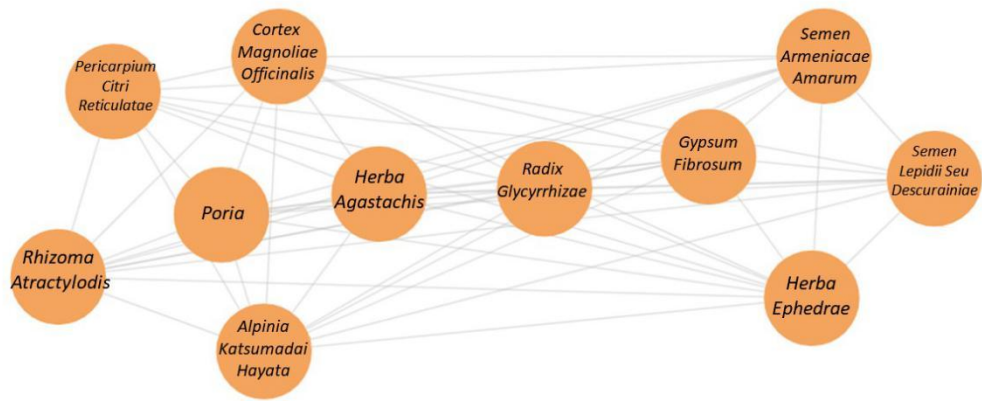 Cortex
Magnoliae
Officinalis
Semen
Armeniacae
Amarum
Pericarpium
Citri
Reticulatae
Gypsum
Fibrosum
Semen
Lepidii Seu
Descurainiae
Herba
Agastachis
Radix
Glycyrrhizae
Poria
Rhizoma
Atractylodis
Herba
Ephedrae
Alpinia
Katsumadai
Hayata